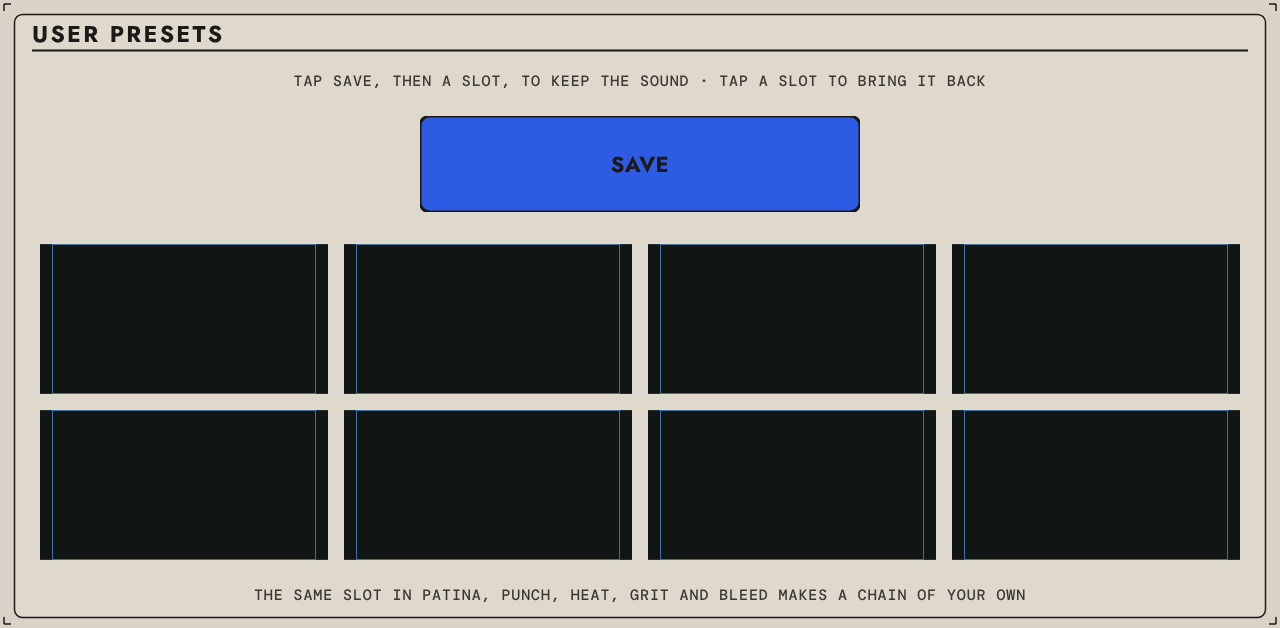 USER PRESETS
TAP SAVE, THEN A SLOT, TO KEEP THE SOUND · TAP A SLOT TO BRING IT BACK
SAVE
THE SAME SLOT IN PATINA, PUNCH, HEAT, GRIT AND BLEED MAKES A CHAIN OF YOUR OWN